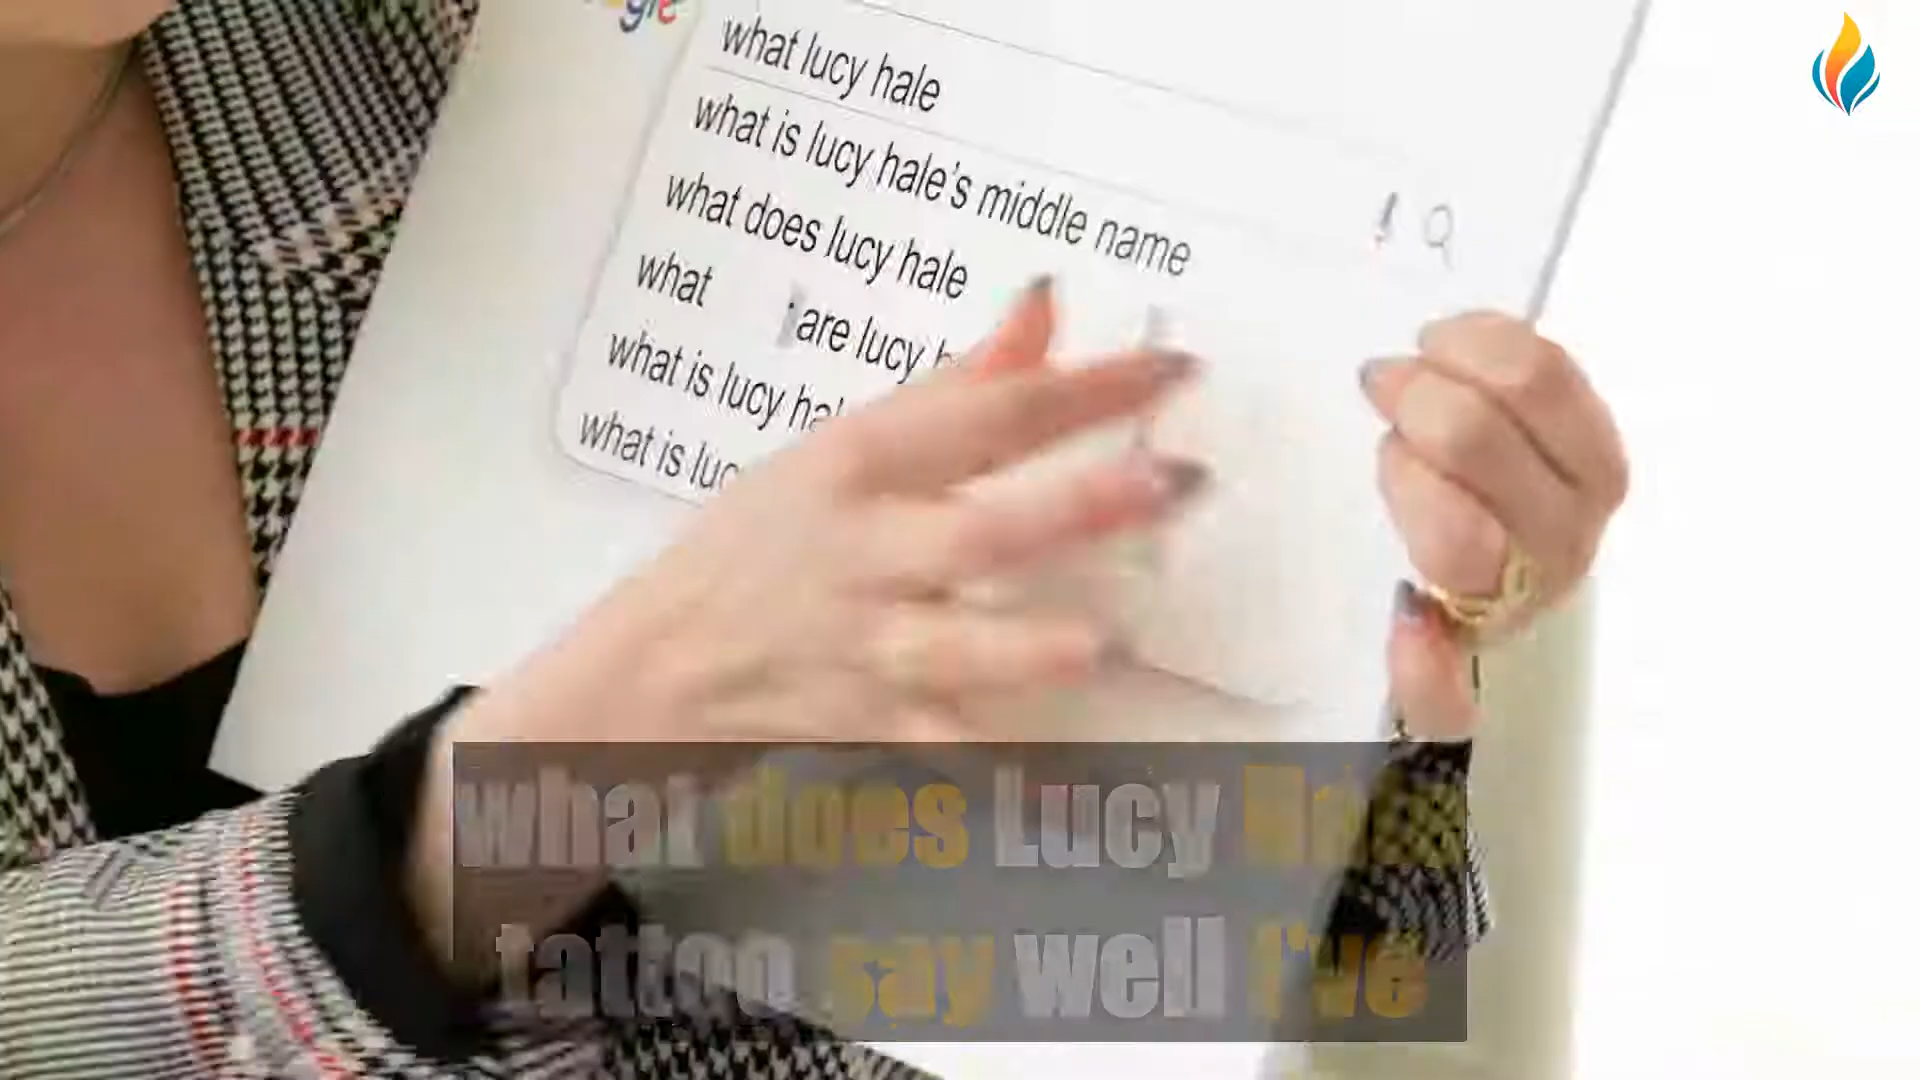 what lucy hale
what is lucy hale's middle name
what does lucy hale
what are lucy
what is lucy
what is
what does Lucy
tattoo say well I've